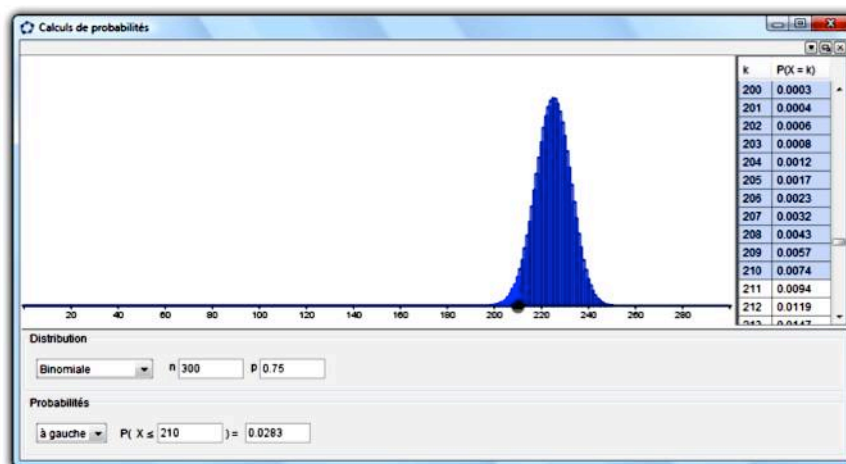 Calculs de probabilités
k P(X = k)
200 0.0003
201 0.0004
202 0.0006
203 0.0008
204 0.0012
205 0.0017
206 0.0023
207 0.0032
208 0.0043
209 0.0057
210 0.0074
211 0.0094
212 0.0119
213 0.0147
20 40 60 80 100 120 140 160 180 200 220 240 260 280
Distribution
Binomiale n 300 p 0.75
Probabilités
à gauche P( X ≤ 210 ) = 0.0283